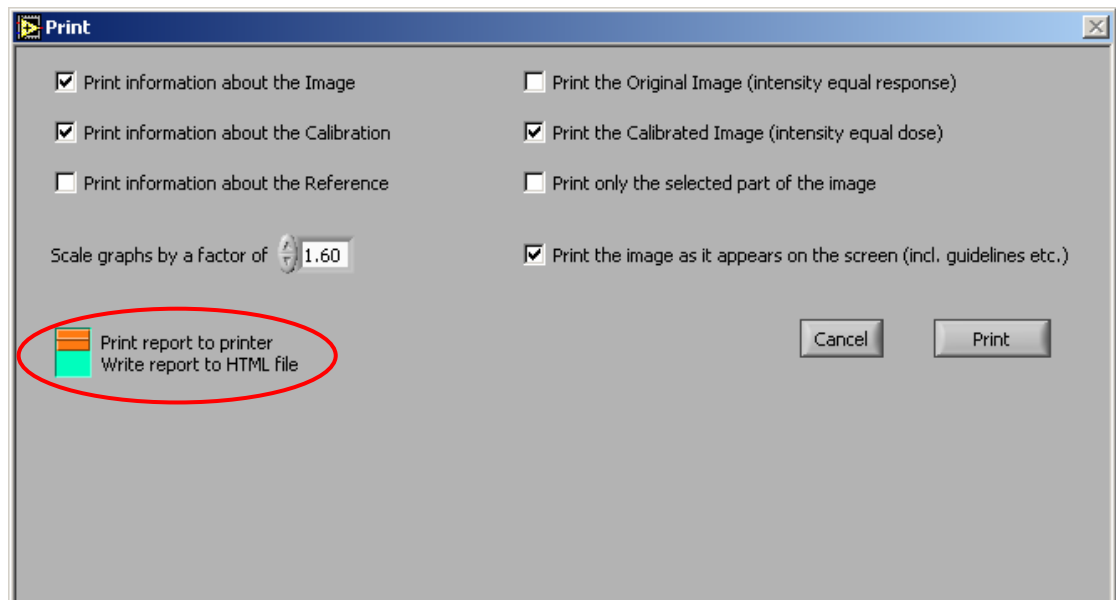 Print
Print information about the Image
Print the Original Image (intensity equal response)
Print information about the Calibration
Print the Calibrated Image (intensity equal dose)
Print information about the Reference
Print only the selected part of the image
Scale graphs by a factor of 1.60
Print the image as it appears on the screen (incl. guidelines etc.)
Print report to printer
Write report to HTML file
Cancel
Print